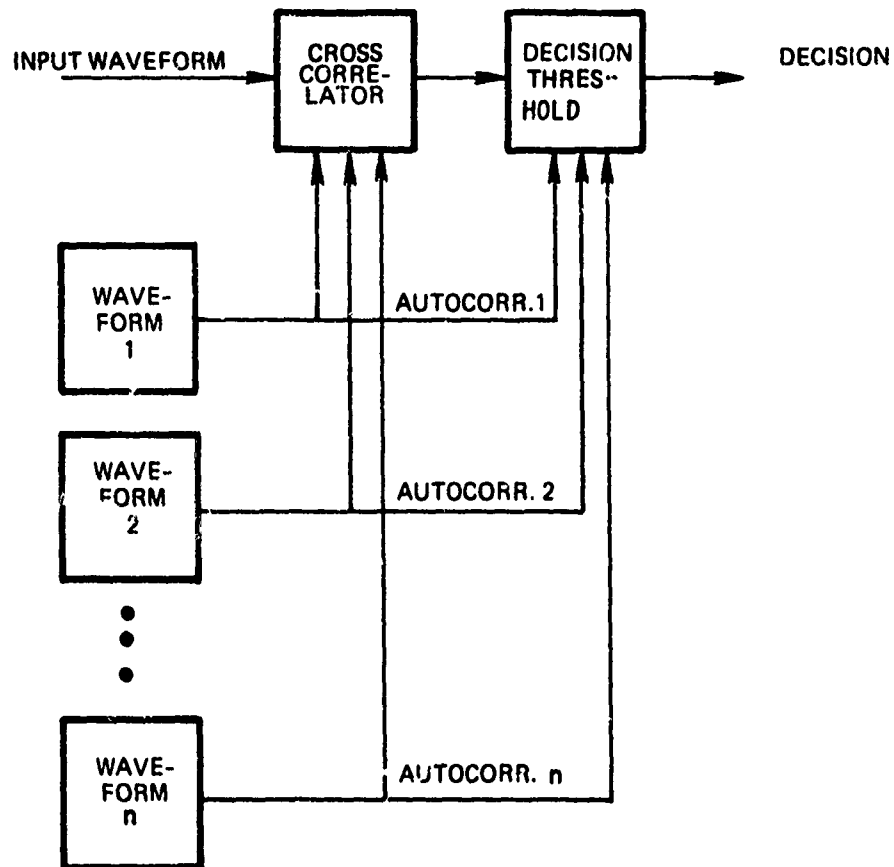 INPUT WAVEFORM
CROSS
CORRE-
LATOR
DECISION
THRES-
HOLD
DECISION
WAVE-
FORM
1
AUTOCORR.1
WAVE-
FORM
2
AUTOCORR. 2
WAVE-
FORM
n
AUTOCORR. n